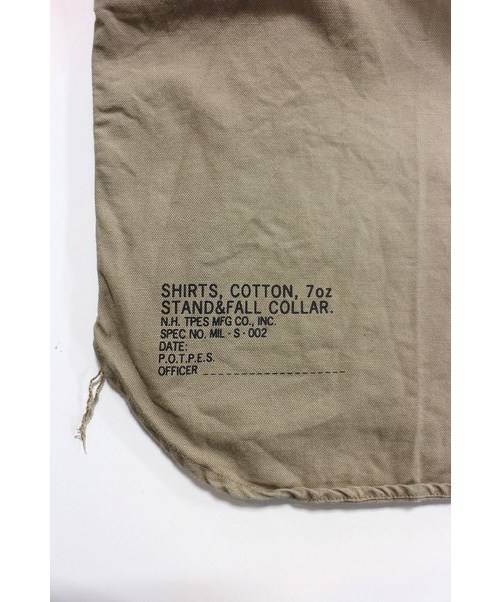 SHIRTS, COTTON, 7oz
STAND&FALL COLLAR.
N.H. TPES MFG CO., INC.
SPEC NO. MIL - S - 002
DATE:
P.O.T.P.E.S.
OFFICER